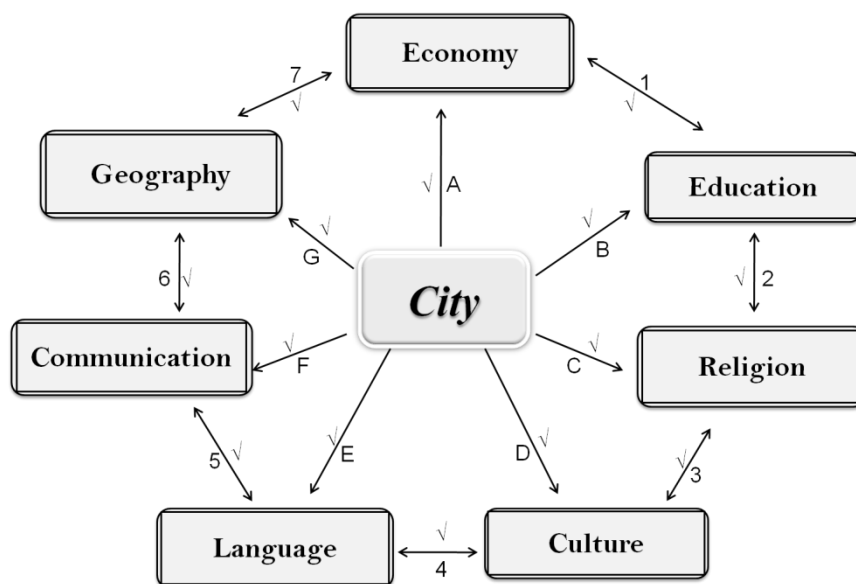 Economy
7
√
1
√
Geography
√ A
Education
√
G
√
B
City
6 √
√ 2
Communication
√
F
√
C
Religion
5 √
√
E
√
D
√
3
Language
√
4
Culture